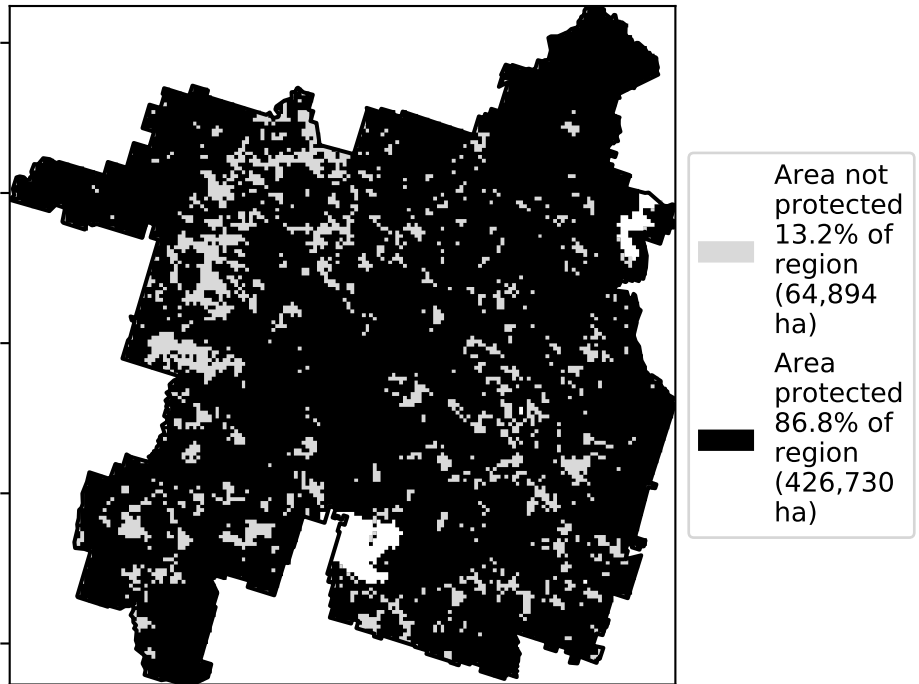 Area not
protected
13.2% of
region
(64,894
ha)
Area
protected
86.8% of
region
(426,730
ha)